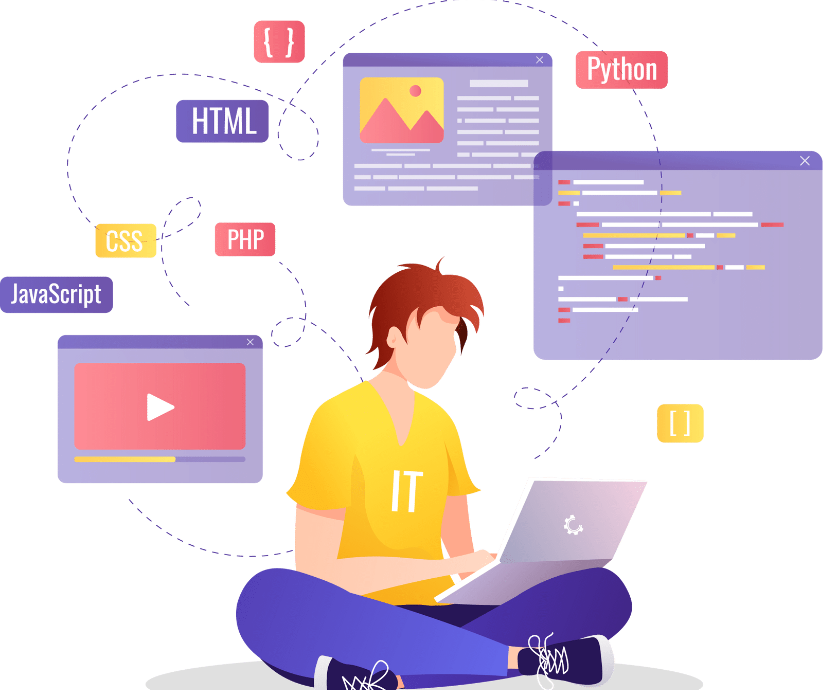 { }
Python
HTML
CSS
PHP
JavaScript
[ ]
IT